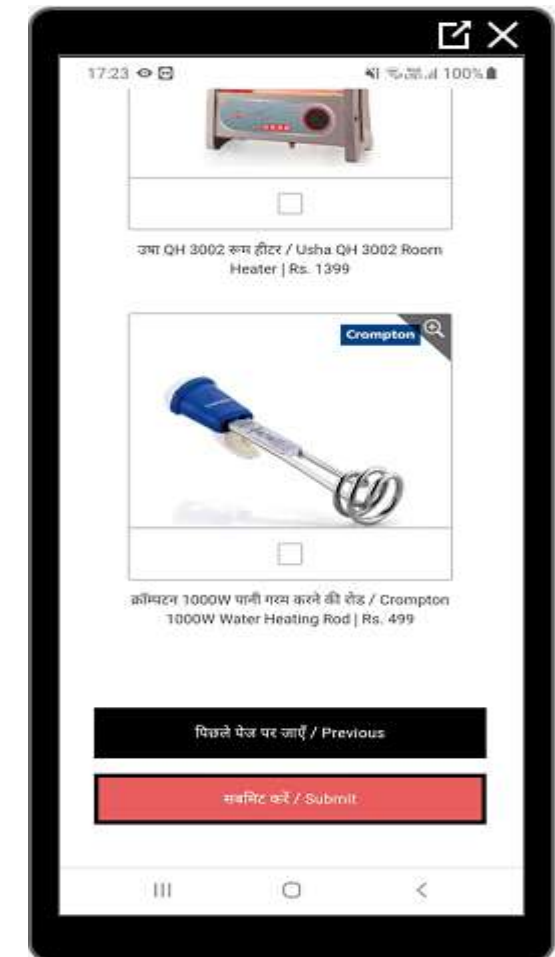 17:23
100%
उषा QH 3002 रूम हीटर / Usha QH 3002 Room
Heater | Rs. 1399
Crompton
क्रॉम्पटन 1000W पानी गरम करने की रोड / Crompton
1000W Water Heating Rod | Rs. 499
पिछले पेज पर जाएँ / Previous
सबमिट करें / Submit